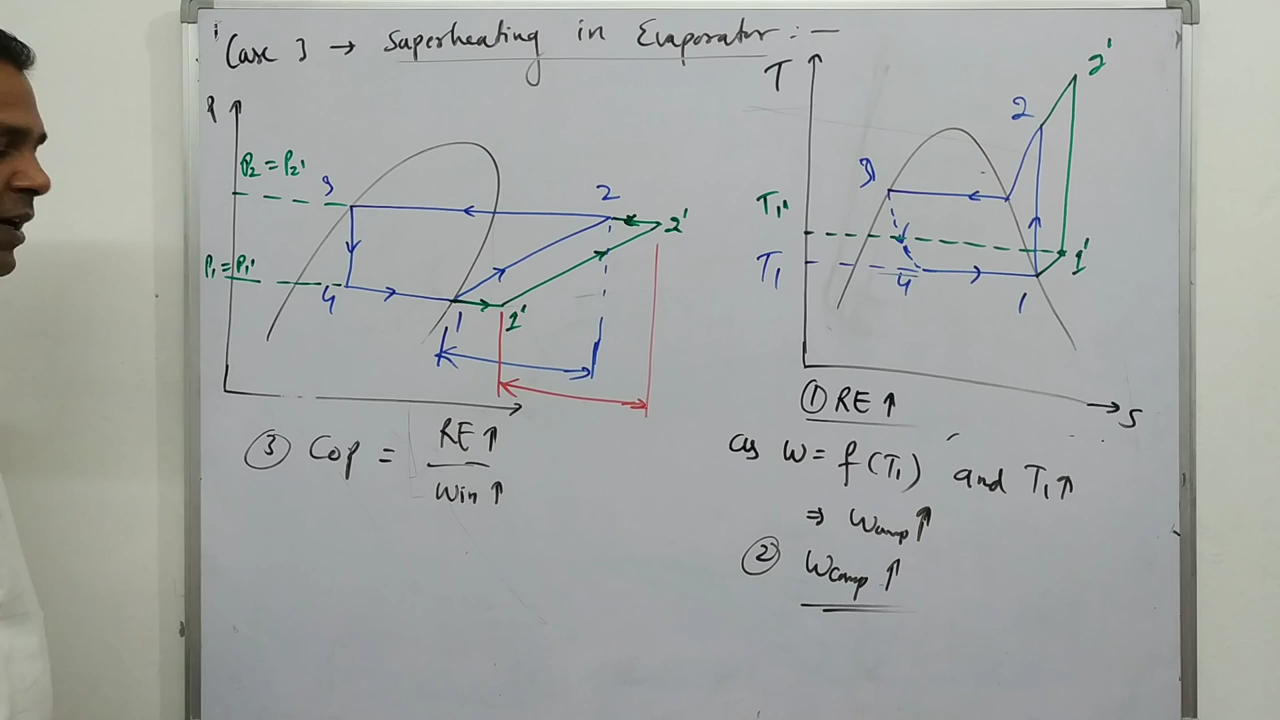 Case 3 → Superheating in Evaporator : —
P
P₂ = P₂'
3
2
2'
P₁ = P₁'
4
1
1'
T
2'
2
3
T₁'
T₁
4
1'
1
S
① RE ↑
as W = f(T₁) and T₁ ↑
⇒ Wcomp ↑
② Wcomp ↑
③ Cop = RE ↑
Win ↑